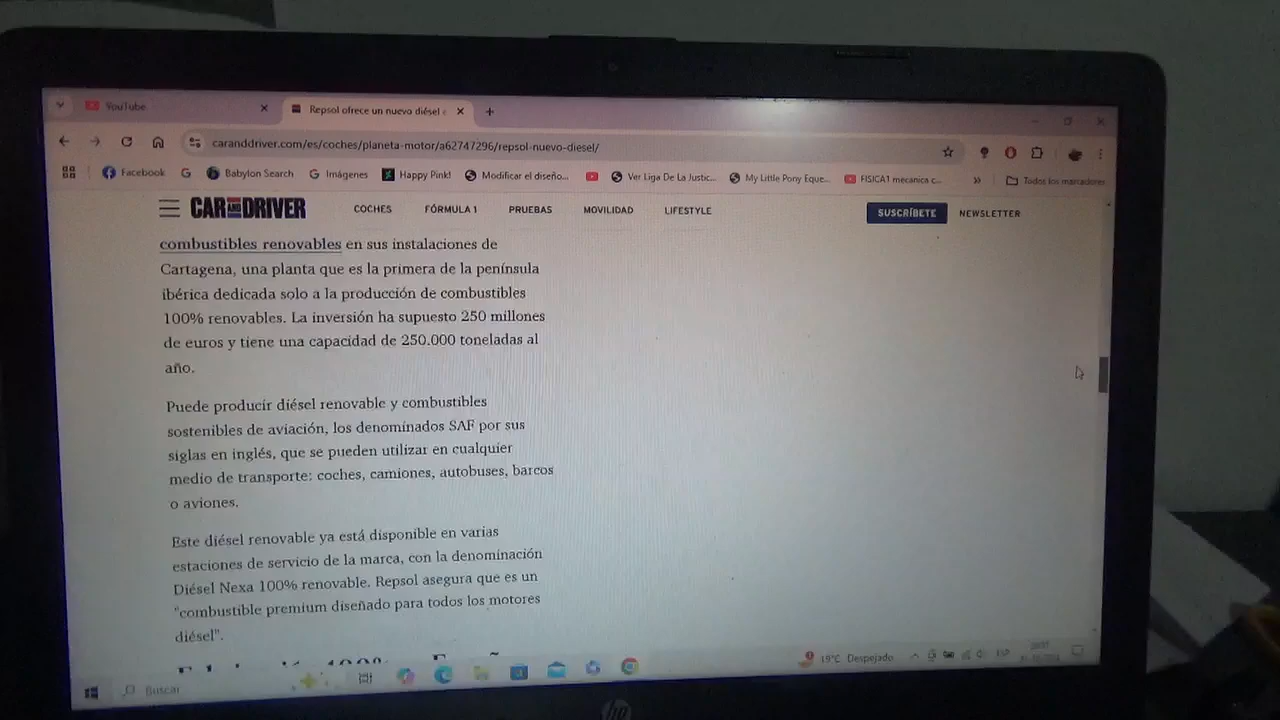 YouTube
Repsol ofrece un nuevo diésel
caranddriver.com/es/coches/planeta-motor/a62747296/repsol-nuevo-diesel/
Facebook
G
Babylon Search
G Imágenes
Happy Pink!
Modificar el diseño...
Ver Liga De La Justic...
My Little Pony Eque...
FISICA1 mecanica c...
»
Todos los marcadores
CAR AND DRIVER
COCHES
FÓRMULA 1
PRUEBAS
MOVILIDAD
LIFESTYLE
SUSCRÍBETE
NEWSLETTER
combustibles renovables en sus instalaciones de
Cartagena, una planta que es la primera de la península
ibérica dedicada solo a la producción de combustibles
100% renovables. La inversión ha supuesto 250 millones
de euros y tiene una capacidad de 250.000 toneladas al
año.
Puede producir diésel renovable y combustibles
sostenibles de aviación, los denominados SAF por sus
siglas en inglés, que se pueden utilizar en cualquier
medio de transporte: coches, camiones, autobuses, barcos
o aviones.
Este diésel renovable ya está disponible en varias
estaciones de servicio de la marca, con la denominación
Diésel Nexa 100% renovable. Repsol asegura que es un
"combustible premium diseñado para todos los motores
diésel".
Buscar
19°C Despejado
ESP
hp